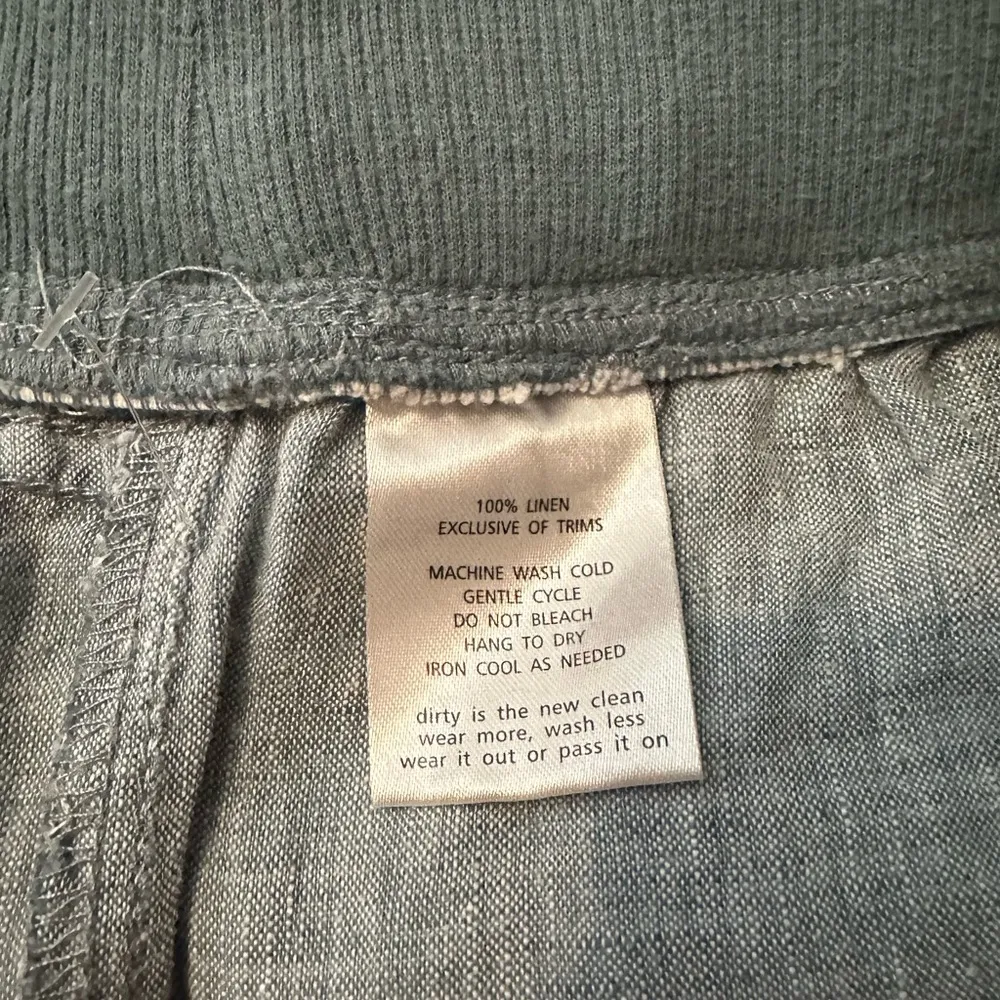 100% LINEN
EXCLUSIVE OF TRIMS
MACHINE WASH COLD
GENTLE CYCLE
DO NOT BLEACH
HANG TO DRY
IRON COOL AS NEEDED
dirty is the new clean
wear more, wash less
wear it out or pass it on